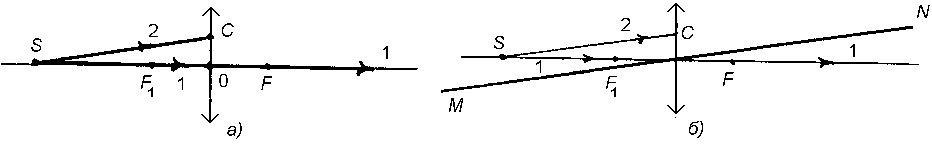 S 2 C
F₁ 1 0 F 1
а)
S 2 C N
1 F₁ F 1
M
б)